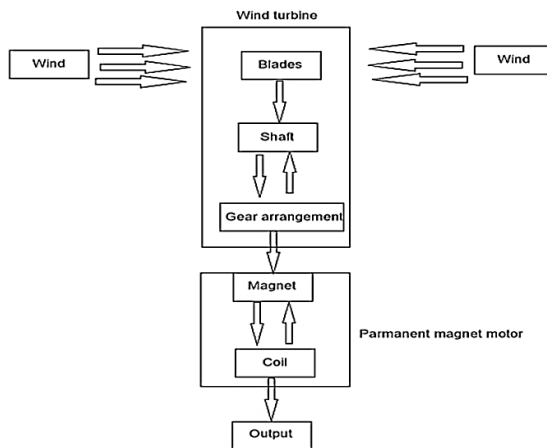 Wind turbine
Wind
Wind
Blades
Shaft
Gear arrangement
Magnet
Parmanent magnet motor
Coil
Output